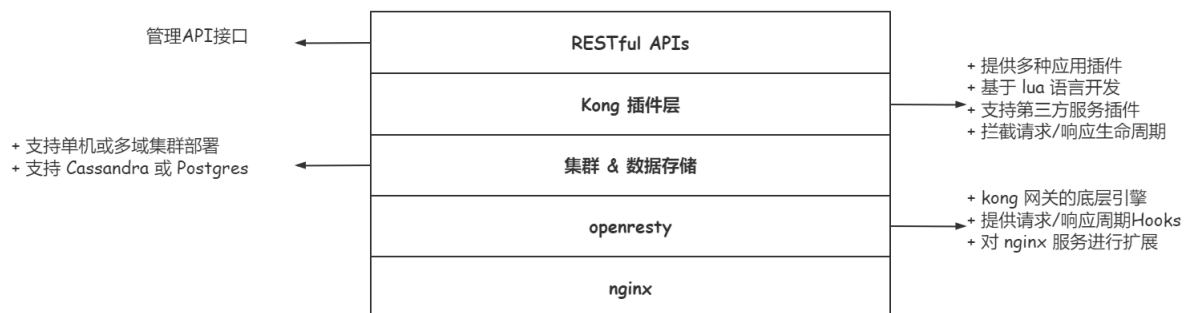 管理API接口
RESTful APIs
Kong 插件层
+ 提供多种应用插件
+ 基于 lua 语言开发
+ 支持第三方服务插件
+ 拦截请求/响应生命周期
+ 支持单机或多域集群部署
+ 支持 Cassandra 或 Postgres
集群 & 数据存储
openresty
+ kong 网关的底层引擎
+ 提供请求/响应周期Hooks
+ 对 nginx 服务进行扩展
nginx